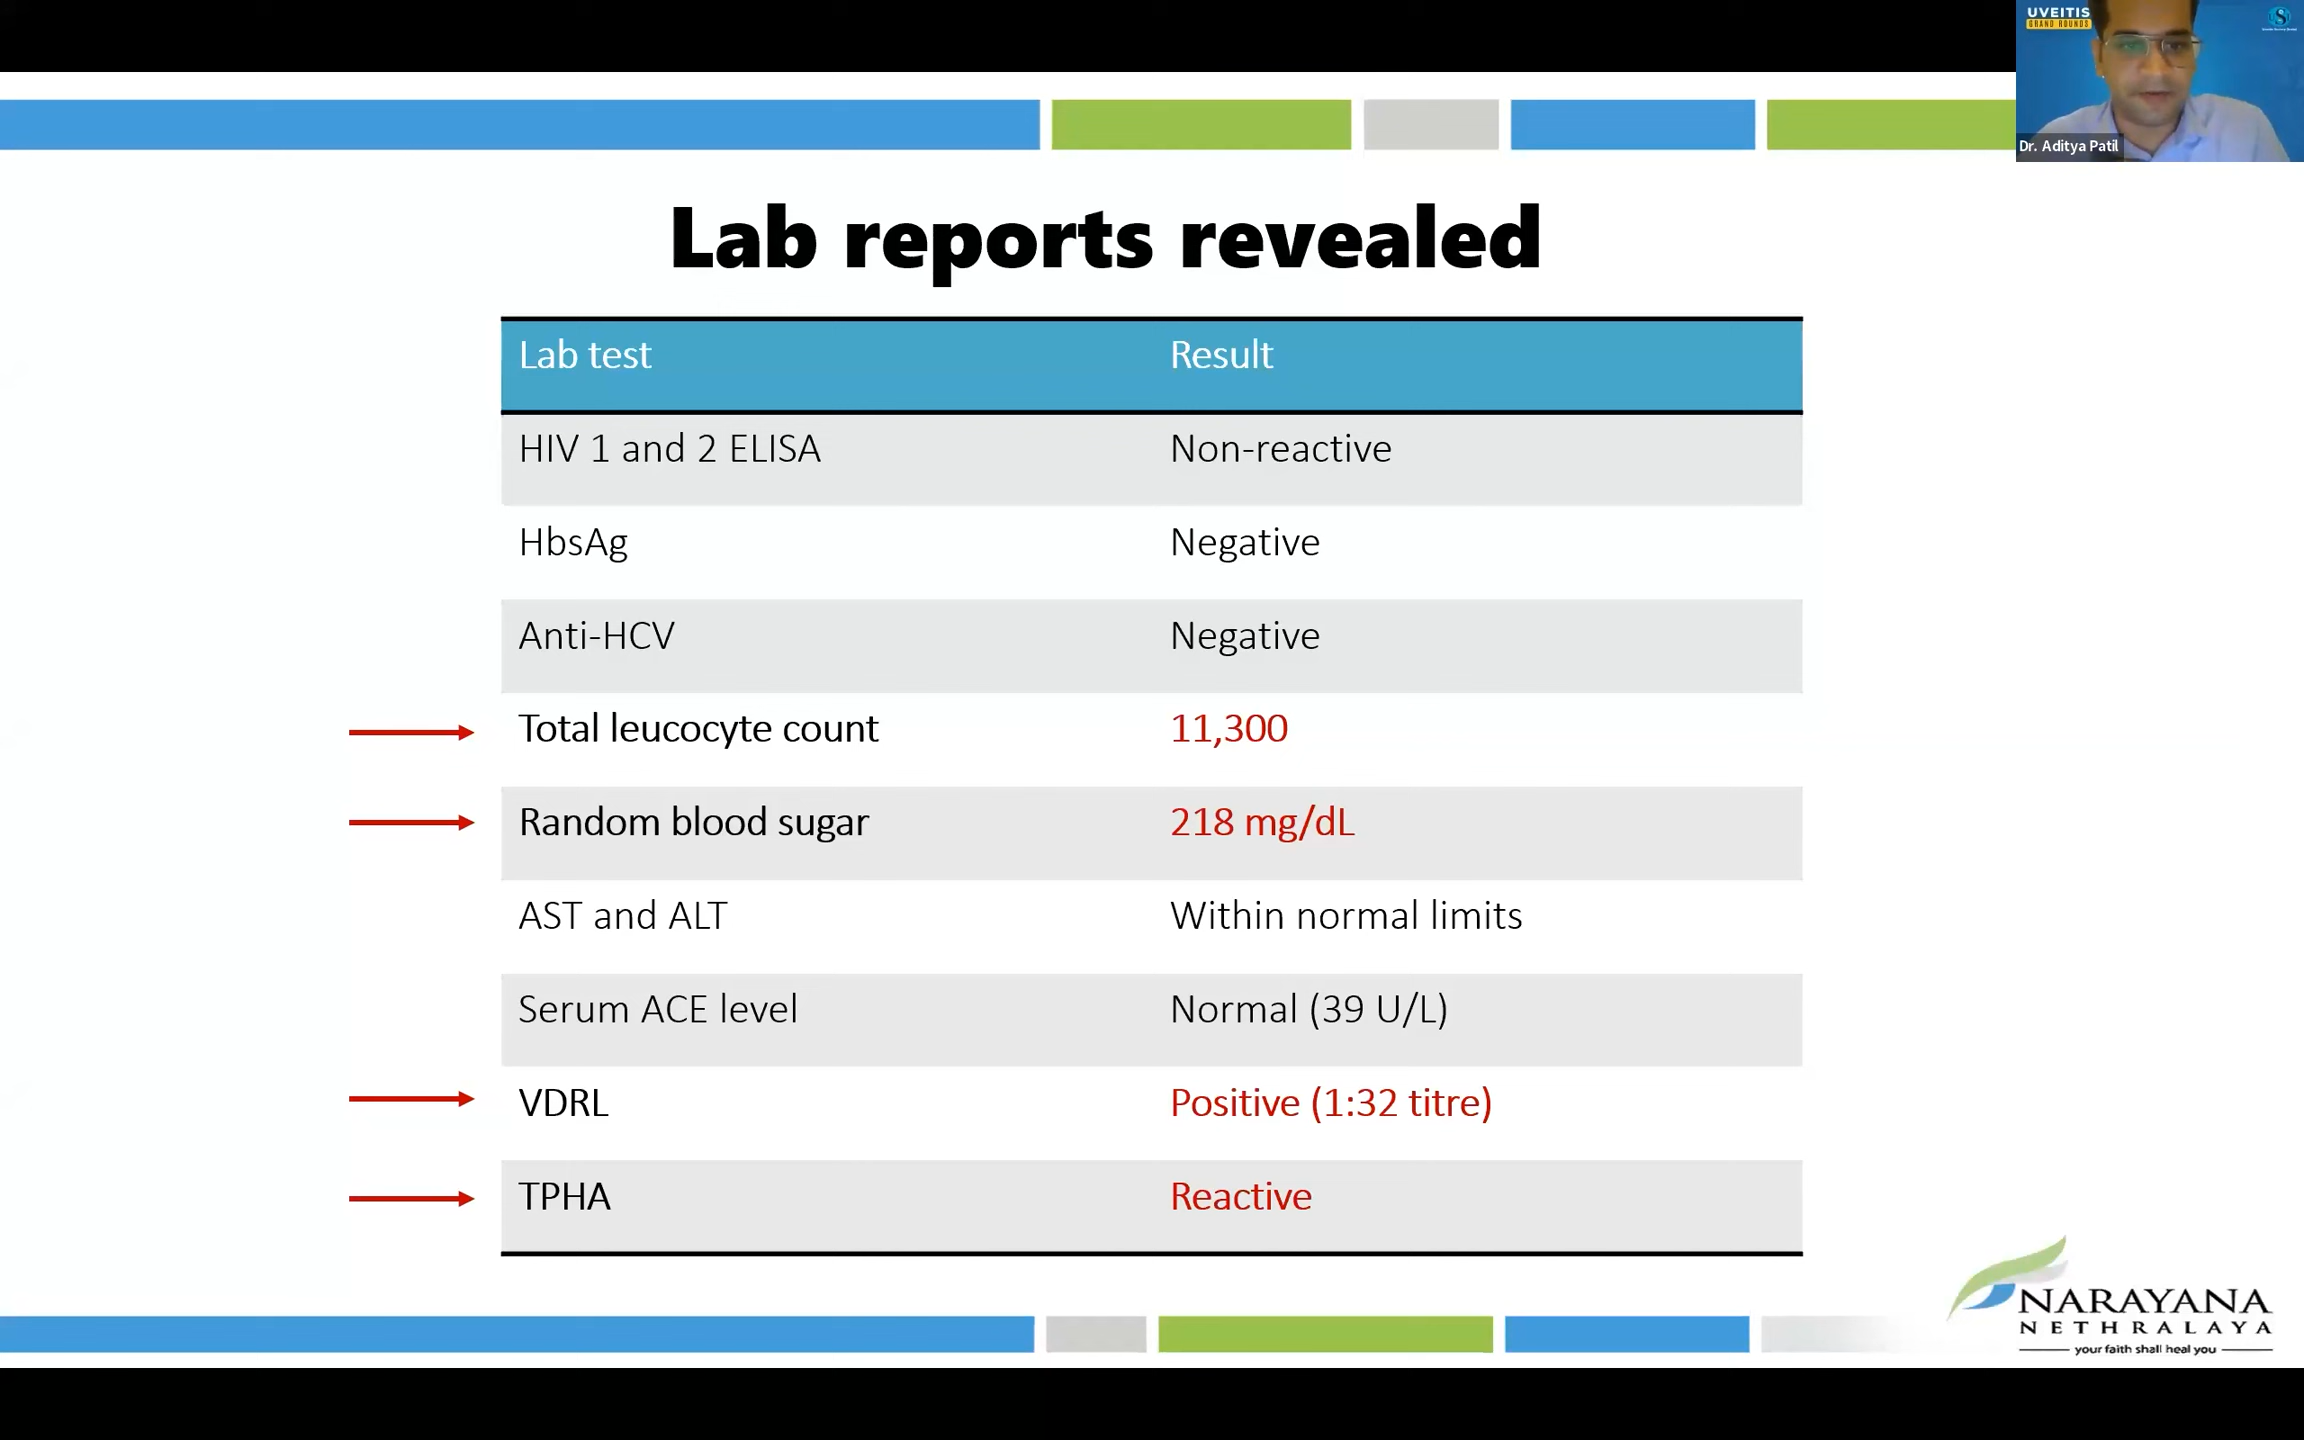 UVEITIS
GRAND ROUNDS
Dr. Aditya Patil
Lab reports revealed
Lab test Result
HIV 1 and 2 ELISA Non-reactive
HbsAg Negative
Anti-HCV Negative
Total leucocyte count 11,300
Random blood sugar 218 mg/dL
AST and ALT Within normal limits
Serum ACE level Normal (39 U/L)
VDRL Positive (1:32 titre)
TPHA Reactive
NARAYANA
NETHRALAYA
your faith shall heal you